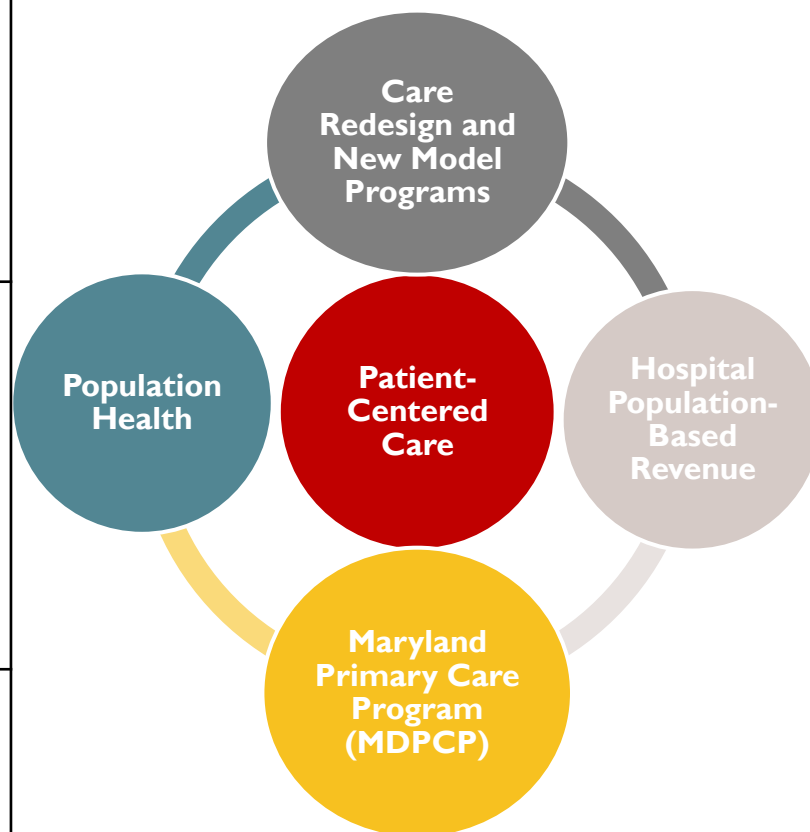 Care
Redesign and
New Model
Programs
Population
Health
Patient-
Centered
Care
Hospital
Population-
Based
Revenue
Maryland
Primary Care
Program
(MDPCP)